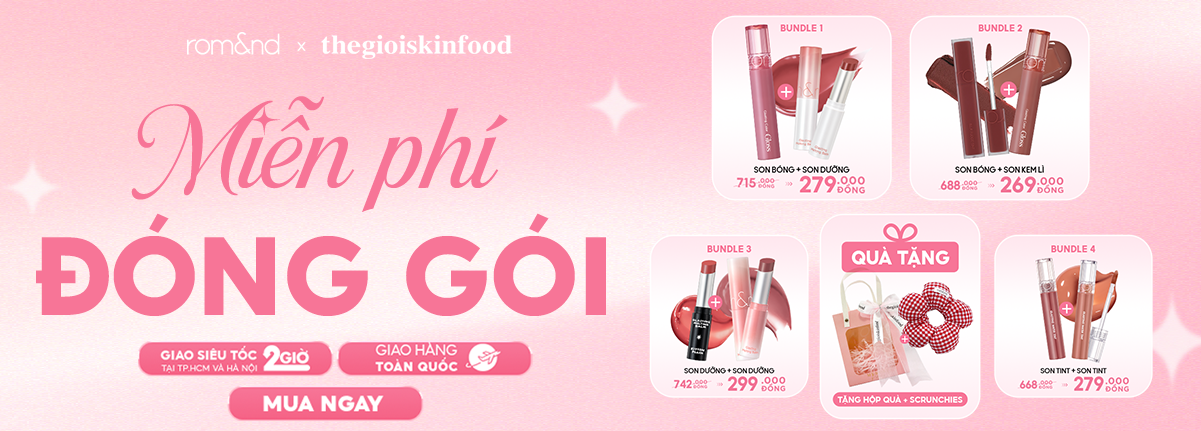 rom&nd x thegioiskinfood
Miễn phí
ĐÓNG GÓI
GIAO SIÊU TỐC 2GIỜ
TẠI TP.HCM VÀ HÀ NỘI
GIAO HÀNG
TOÀN QUỐC
MUA NGAY
BUNDLE 1
SON BÓNG + SON DƯỠNG
715.000 ĐỒNG ⇒ 279.000 ĐỒNG
BUNDLE 2
SON BÓNG + SON KEM LÌ
688.000 ĐỒNG ⇒ 269.000 ĐỒNG
BUNDLE 3
SON DƯỠNG + SON DƯỠNG
742.000 ĐỒNG ⇒ 299.000 ĐỒNG
QUÀ TẶNG
TẶNG HỘP QUÀ + SCRUNCHIES
BUNDLE 4
SON TINT + SON TINT
668.000 ĐỒNG ⇒ 279.000 ĐỒNG